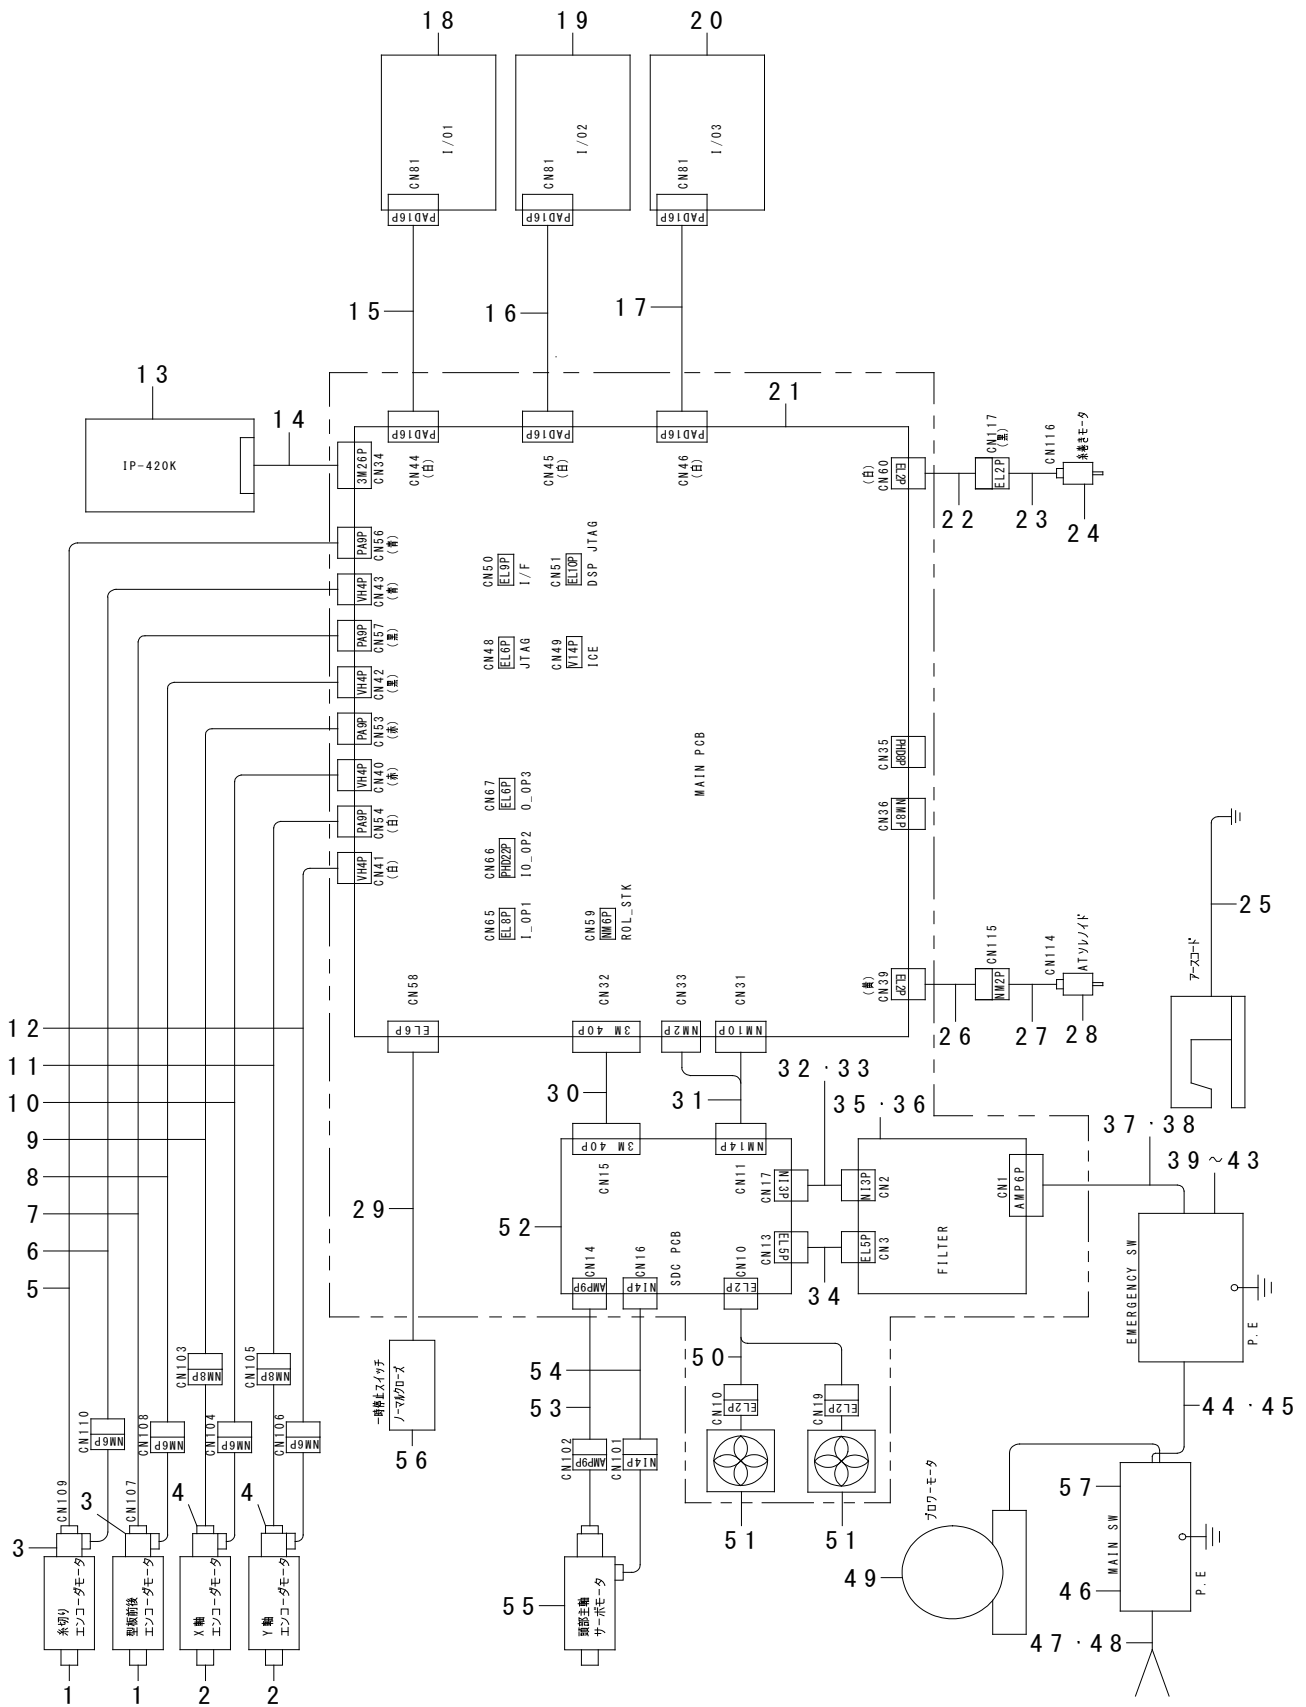 18
19
20
I/O1
CN81
PAD16P
I/O2
CN81
PAD16P
I/O3
CN81
PAD16P
15
16
17
13
14
IP-420K
21
3M26P
CN34
PAD16P
CN44
(白)
PAD16P
CN45
(白)
PAD16P
CN46
(白)
(白)
CN60
EL2P
CN117
(黒)
EL2P
CN116
糸巻きモータ
22
23
24
PA9P
CN56
(青)
VH4P
CN43
(青)
PA9P
CN57
(黒)
VH4P
CN42
(黒)
PA9P
CN53
(赤)
VH4P
CN40
(赤)
PA9P
CN54
(白)
VH4P
CN41
(白)
CN50
EL9P
I/F
CN51
EL10P
DSP JTAG
CN48
EL6P
JTAG
CN49
V14P
ICE
CN67
EL6P
O_OP3
CN66
PHD22P
IO_OP2
CN65
EL8P
I_OP1
CN59
NM6P
ROL_STK
MAIN PCB
CN35
PHD8P
CN36
NM8P
25
アースコード
(黄)
CN39
EL2P
CN115
NM2P
CN114
ATソレノイド
26
27
28
CN58
EL6P
CN32
3M 40P
CN33
NM2P
CN31
NM10P
12
11
10
9
8
7
6
5
29
30
31
32・33
35・36
37・38
39～43
3M 40P
CN15
NM14P
CN11
CN17
NI3P
NI3P
CN2
CN1
AMP6P
52
SDC PCB
CN13
EL5P
EL5P
CN3
FILTER
34
CN14
AMP9P
CN16
NI4P
CN10
EL2P
EMERGENCY SW
P.E
44・45
54
53
50
CN10
EL2P
CN19
EL2P
51
51
一時停止スイッチ
ノーマルクローズ
56
CN102
AMP9P
CN101
NI4P
頭部主軸
サーボモータ
55
CN103
NM8P
CN105
NM8P
CN110
NM6P
CN108
NM6P
CN104
NM6P
CN106
NM6P
CN109
CN107
3
3
4
4
糸切り
エンコーダモータ
型板前後
エンコーダモータ
X軸
エンコーダモータ
Y軸
エンコーダモータ
1
1
2
2
ブロワーモータ
49
57
MAIN SW
46
P.E
47・48